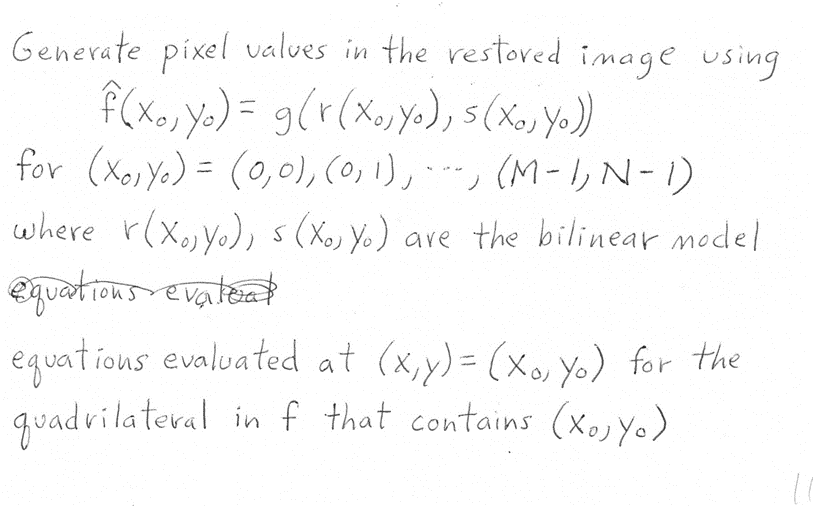 Generate pixel values in the restored image using
f̂(x₀,y₀) = g(r(x₀,y₀), s(x₀,y₀))
for (x₀,y₀) = (0,0), (0,1), ..., (M-1, N-1)
where r(x₀,y₀), s(x₀,y₀) are the bilinear model
equations evaluated at (x,y) = (x₀,y₀) for the
quadrilateral in f that contains (x₀,y₀)